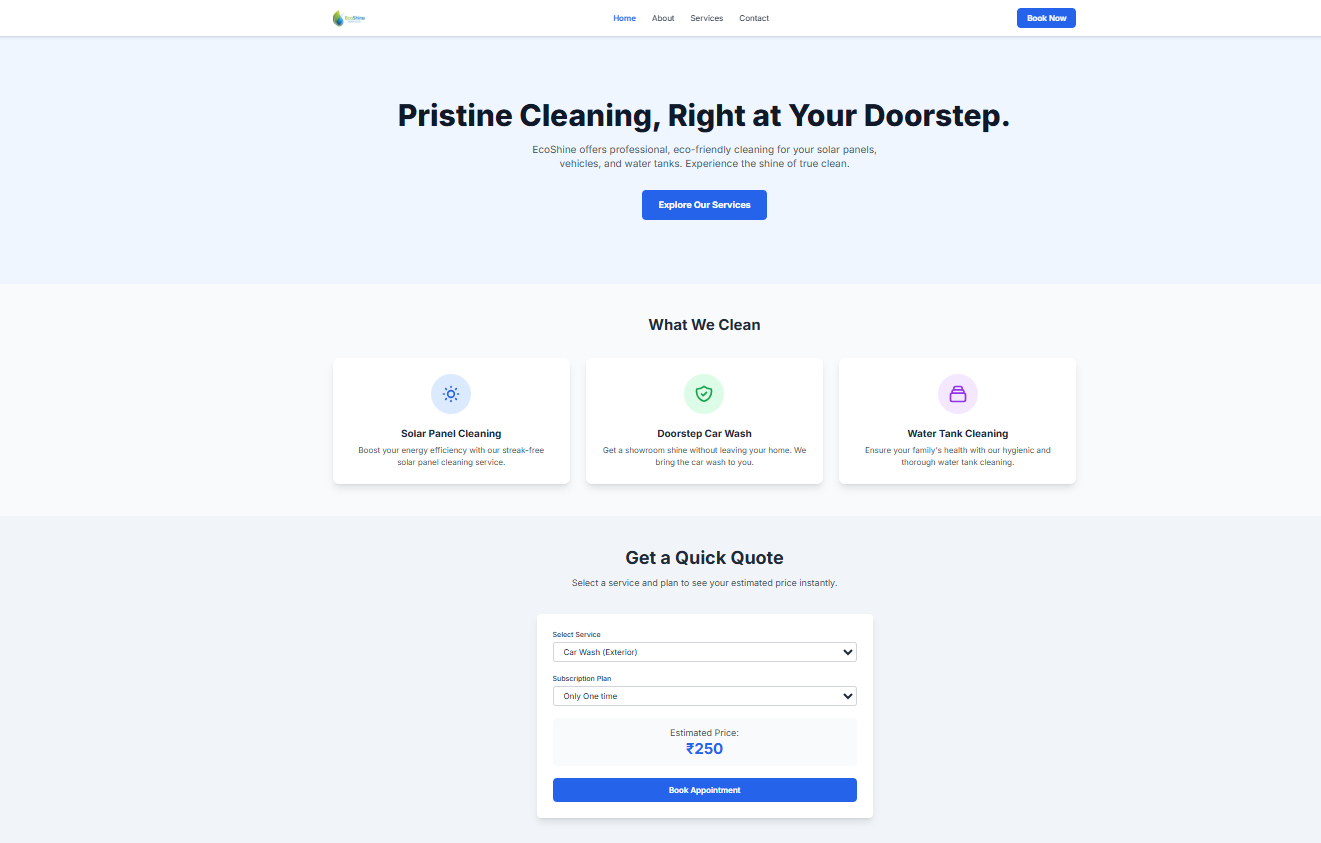 EcoShine
Home About Services Contact
Book Now
Pristine Cleaning, Right at Your Doorstep.
EcoShine offers professional, eco-friendly cleaning for your solar panels,
vehicles, and water tanks. Experience the shine of true clean.
Explore Our Services
What We Clean
Solar Panel Cleaning
Boost your energy efficiency with our streak-free
solar panel cleaning service.
Doorstep Car Wash
Get a showroom shine without leaving your home. We
bring the car wash to you.
Water Tank Cleaning
Ensure your family's health with our hygienic and
thorough water tank cleaning.
Get a Quick Quote
Select a service and plan to see your estimated price instantly.
Select Service
Car Wash (Exterior)
Subscription Plan
Only One time
Estimated Price:
₹250
Book Appointment